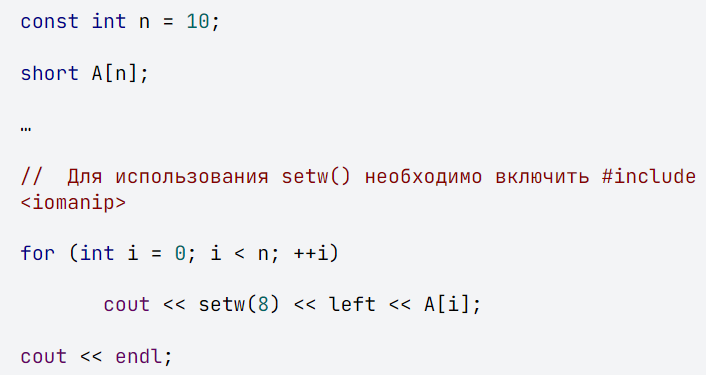 const int n = 10;
short A[n];
…
//  Для использования setw() необходимо включить #include
<iomanip>
for (int i = 0; i < n; ++i)
cout << setw(8) << left << A[i];
cout << endl;